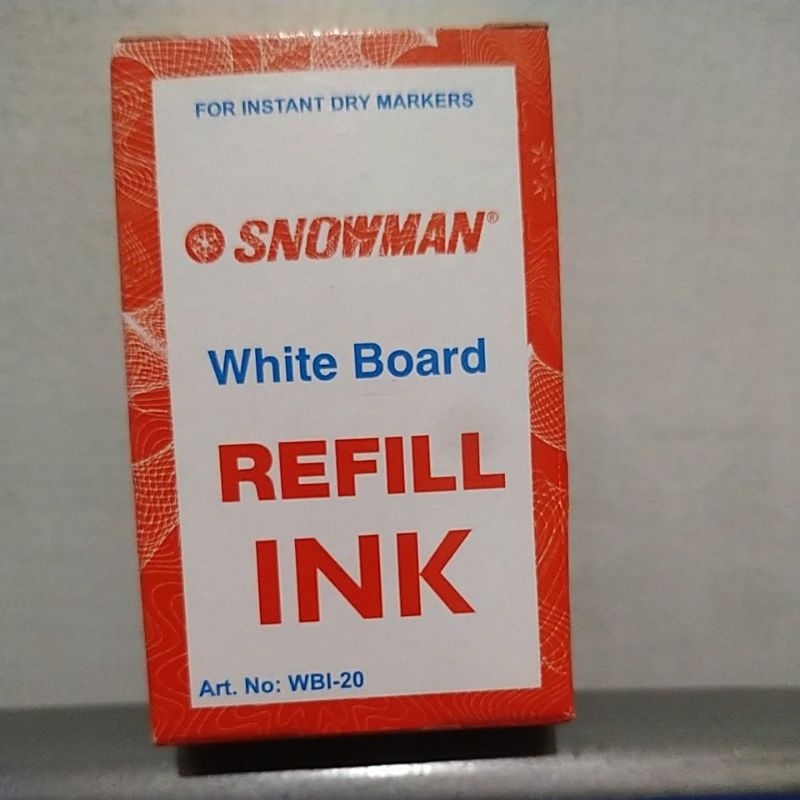 FOR INSTANT DRY MARKERS
SNOWMAN®
White Board
REFILL
INK
Art. No: WBI-20